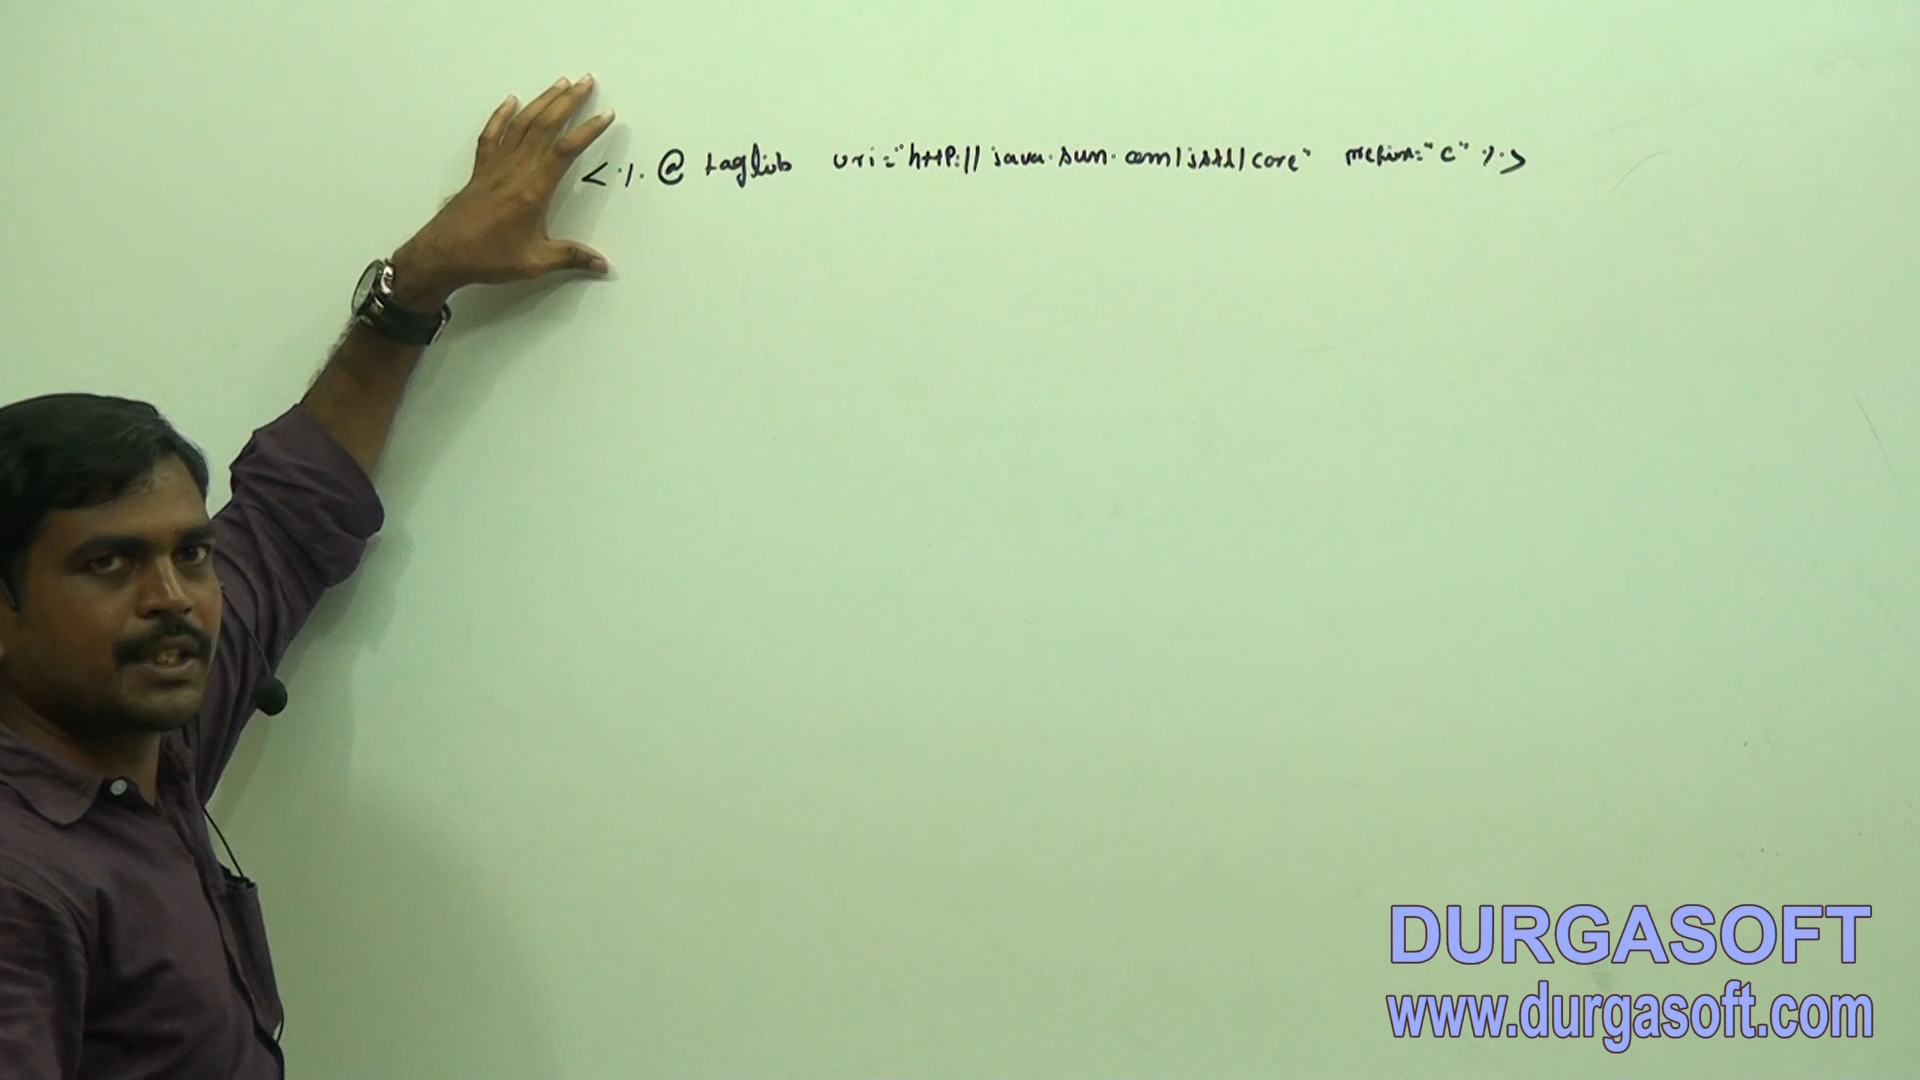 <%@ taglib uri="http://java.sun.com/jstl/core" prefix="c" %>
DURGASOFT
www.durgasoft.com